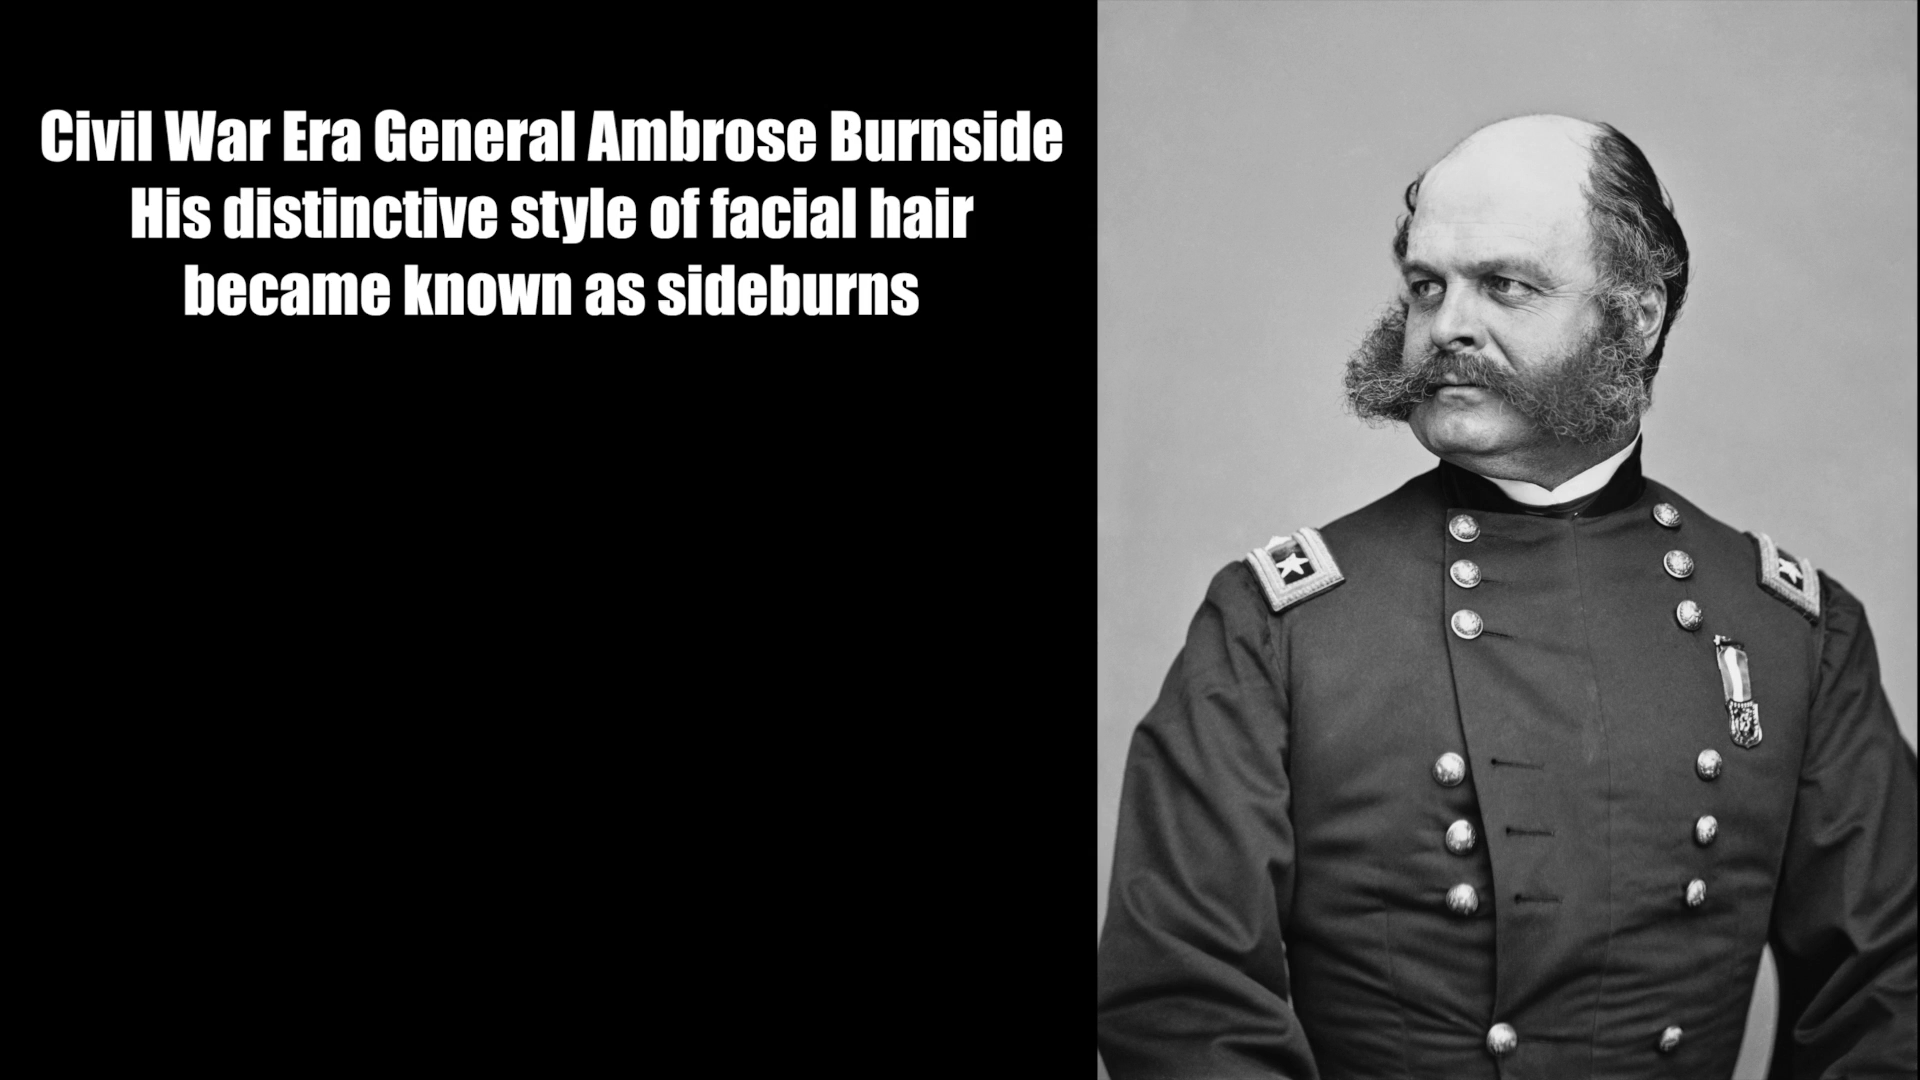 Civil War Era General Ambrose Burnside
His distinctive style of facial hair
became known as sideburns